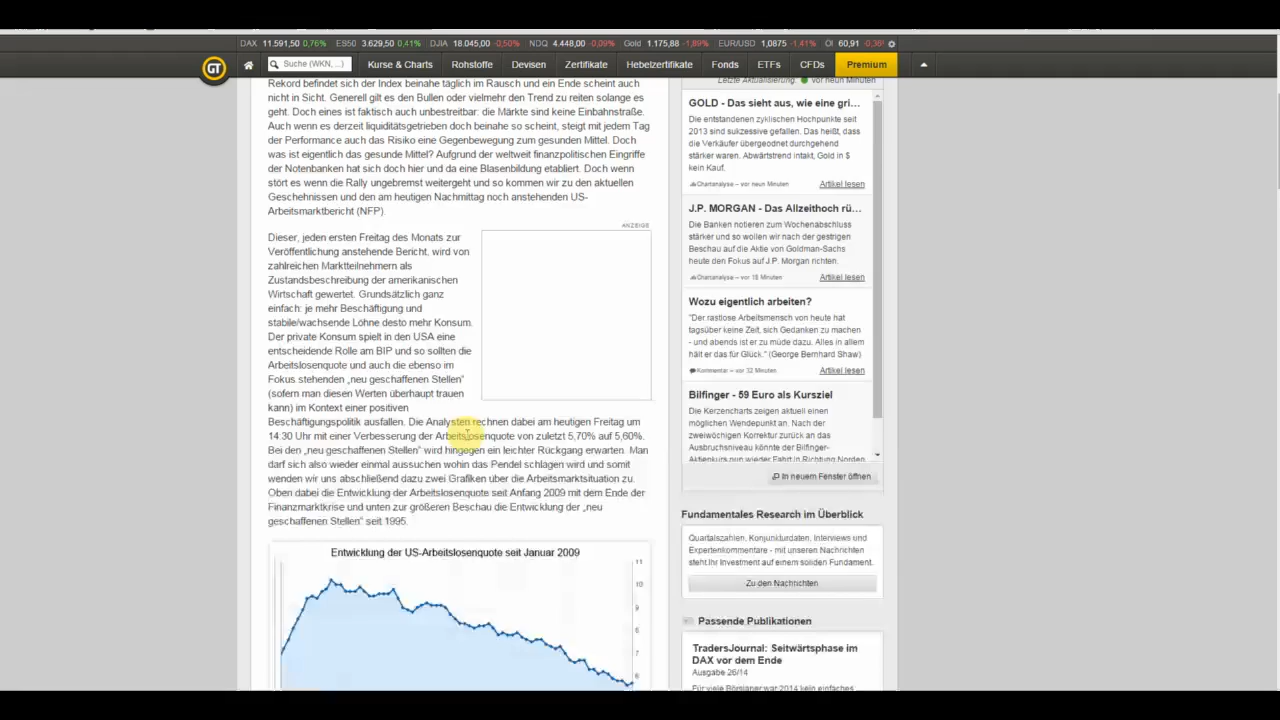 DAX 11.591,50 0,76% ES50 3.629,50 0,41% DJIA 18.045,00 -0,50% NDQ 4.448,00 -0,09% Gold 1.175,88 -1,89% EUR/USD 1,0875 -1,41% Öl 60,91 -0,36%
GT Suche (WKN, ...) Kurse & Charts Rohstoffe Devisen Zertifikate Hebelzertifikate Fonds ETFs CFDs Premium
Rekord befindet sich der Index beinahe täglich im Rausch und ein Ende scheint auch
nicht in Sicht. Generell gilt es den Bullen oder vielmehr den Trend zu reiten solange es
geht. Doch eines ist faktisch auch unbestreitbar: die Märkte sind keine Einbahnstraße.
Auch wenn es derzeit liquiditätsgetrieben doch beinahe so scheint, steigt mit jedem Tag
der Performance auch das Risiko eine Gegenbewegung zum gesunden Mittel. Doch
was ist eigentlich das gesunde Mittel? Aufgrund der weltweit finanzpolitischen Eingriffe
der Notenbanken hat sich doch hier und da eine Blasenbildung etabliert. Doch wenn
stört es wenn die Rally ungebremst weitergeht und so kommen wir zu den aktuellen
Geschehnissen und den am heutigen Nachmittag noch anstehenden US-
Arbeitsmarktbericht (NFP).
ANZEIGE
Dieser, jeden ersten Freitag des Monats zur
Veröffentlichung anstehende Bericht, wird von
zahlreichen Marktteilnehmern als
Zustandsbeschreibung der amerikanischen
Wirtschaft gewertet. Grundsätzlich ganz
einfach: je mehr Beschäftigung und
stabile/wachsende Löhne desto mehr Konsum.
Der private Konsum spielt in den USA eine
entscheidende Rolle am BIP und so sollten die
Arbeitslosenquote und auch die ebenso im
Fokus stehenden „neu geschaffenen Stellen"
(sofern man diesen Werten überhaupt trauen
kann) im Kontext einer positiven
Beschäftigungspolitik ausfallen. Die Analysten rechnen dabei am heutigen Freitag um
14:30 Uhr mit einer Verbesserung der Arbeitslosenquote von zuletzt 5,70% auf 5,60%.
Bei den „neu geschaffenen Stellen" wird hingegen ein leichter Rückgang erwarten. Man
darf sich also wieder einmal aussuchen wohin das Pendel schlagen wird und somit
wenden wir uns abschließend dazu zwei Grafiken über die Arbeitsmarktsituation zu.
Oben dabei die Entwicklung der Arbeitslosenquote seit Anfang 2009 mit dem Ende der
Finanzmarktkrise und unten zur größeren Beschau die Entwicklung der „neu
geschaffenen Stellen" seit 1995.
Entwicklung der US-Arbeitslosenquote seit Januar 2009
11
10
9
8
7
6
Letzte Aktualisierung: vor neun Minuten
GOLD - Das sieht aus, wie eine gri...
Die entstandenen zyklischen Hochpunkte seit
2013 sind sukzessive gefallen. Das heißt, dass
die Verkäufer übergeordnet durchgehend
stärker waren. Abwärtstrend intakt, Gold in $
kein Kauf.
Chartanalyse – vor neun Minuten Artikel lesen
J.P. MORGAN - Das Allzeithoch rü...
Die Banken notieren zum Wochenabschluss
stärker und so wollen wir nach der gestrigen
Beschau auf die Aktie von Goldman-Sachs
heute den Fokus auf J.P. Morgan richten.
Chartanalyse – vor 15 Minuten Artikel lesen
Wozu eigentlich arbeiten?
"Der rastlose Arbeitsmensch von heute hat
tagsüber keine Zeit, sich Gedanken zu machen
- und abends ist er zu müde dazu. Alles in allem
hält er das für Glück." (George Bernhard Shaw)
Kommentar – vor 32 Minuten Artikel lesen
Bilfinger - 59 Euro als Kursziel
Die Kerzencharts zeigen aktuell einen
möglichen Wendepunkt an. Nach der
zweiwöchigen Korrektur zurück an das
Ausbruchsniveau könnte der Bilfinger-
Aktienkurs nun wieder Fahrt in Richtung Norden
In neuem Fenster öffnen
Fundamentales Research im Überblick
Quartalszahlen, Konjunkturdaten, Interviews und
Expertenkommentare - mit unseren Nachrichten
steht Ihr Investment auf einem soliden Fundament.
Zu den Nachrichten
Passende Publikationen
TradersJournal: Seitwärtsphase im
DAX vor dem Ende
Ausgabe 26/14
Für viele Börsianer war 2014 kein einfaches